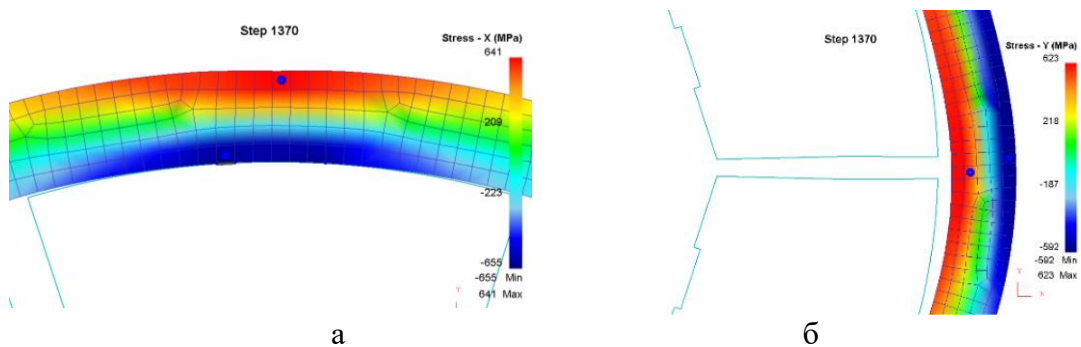 Step 1370
Stress - X (MPa)
641
209
-223
-655
-655 Min
641 Max
Y
а
Step 1370
Stress - Y (MPa)
623
218
-187
-592
-592 Min
623 Max
Y
X
б